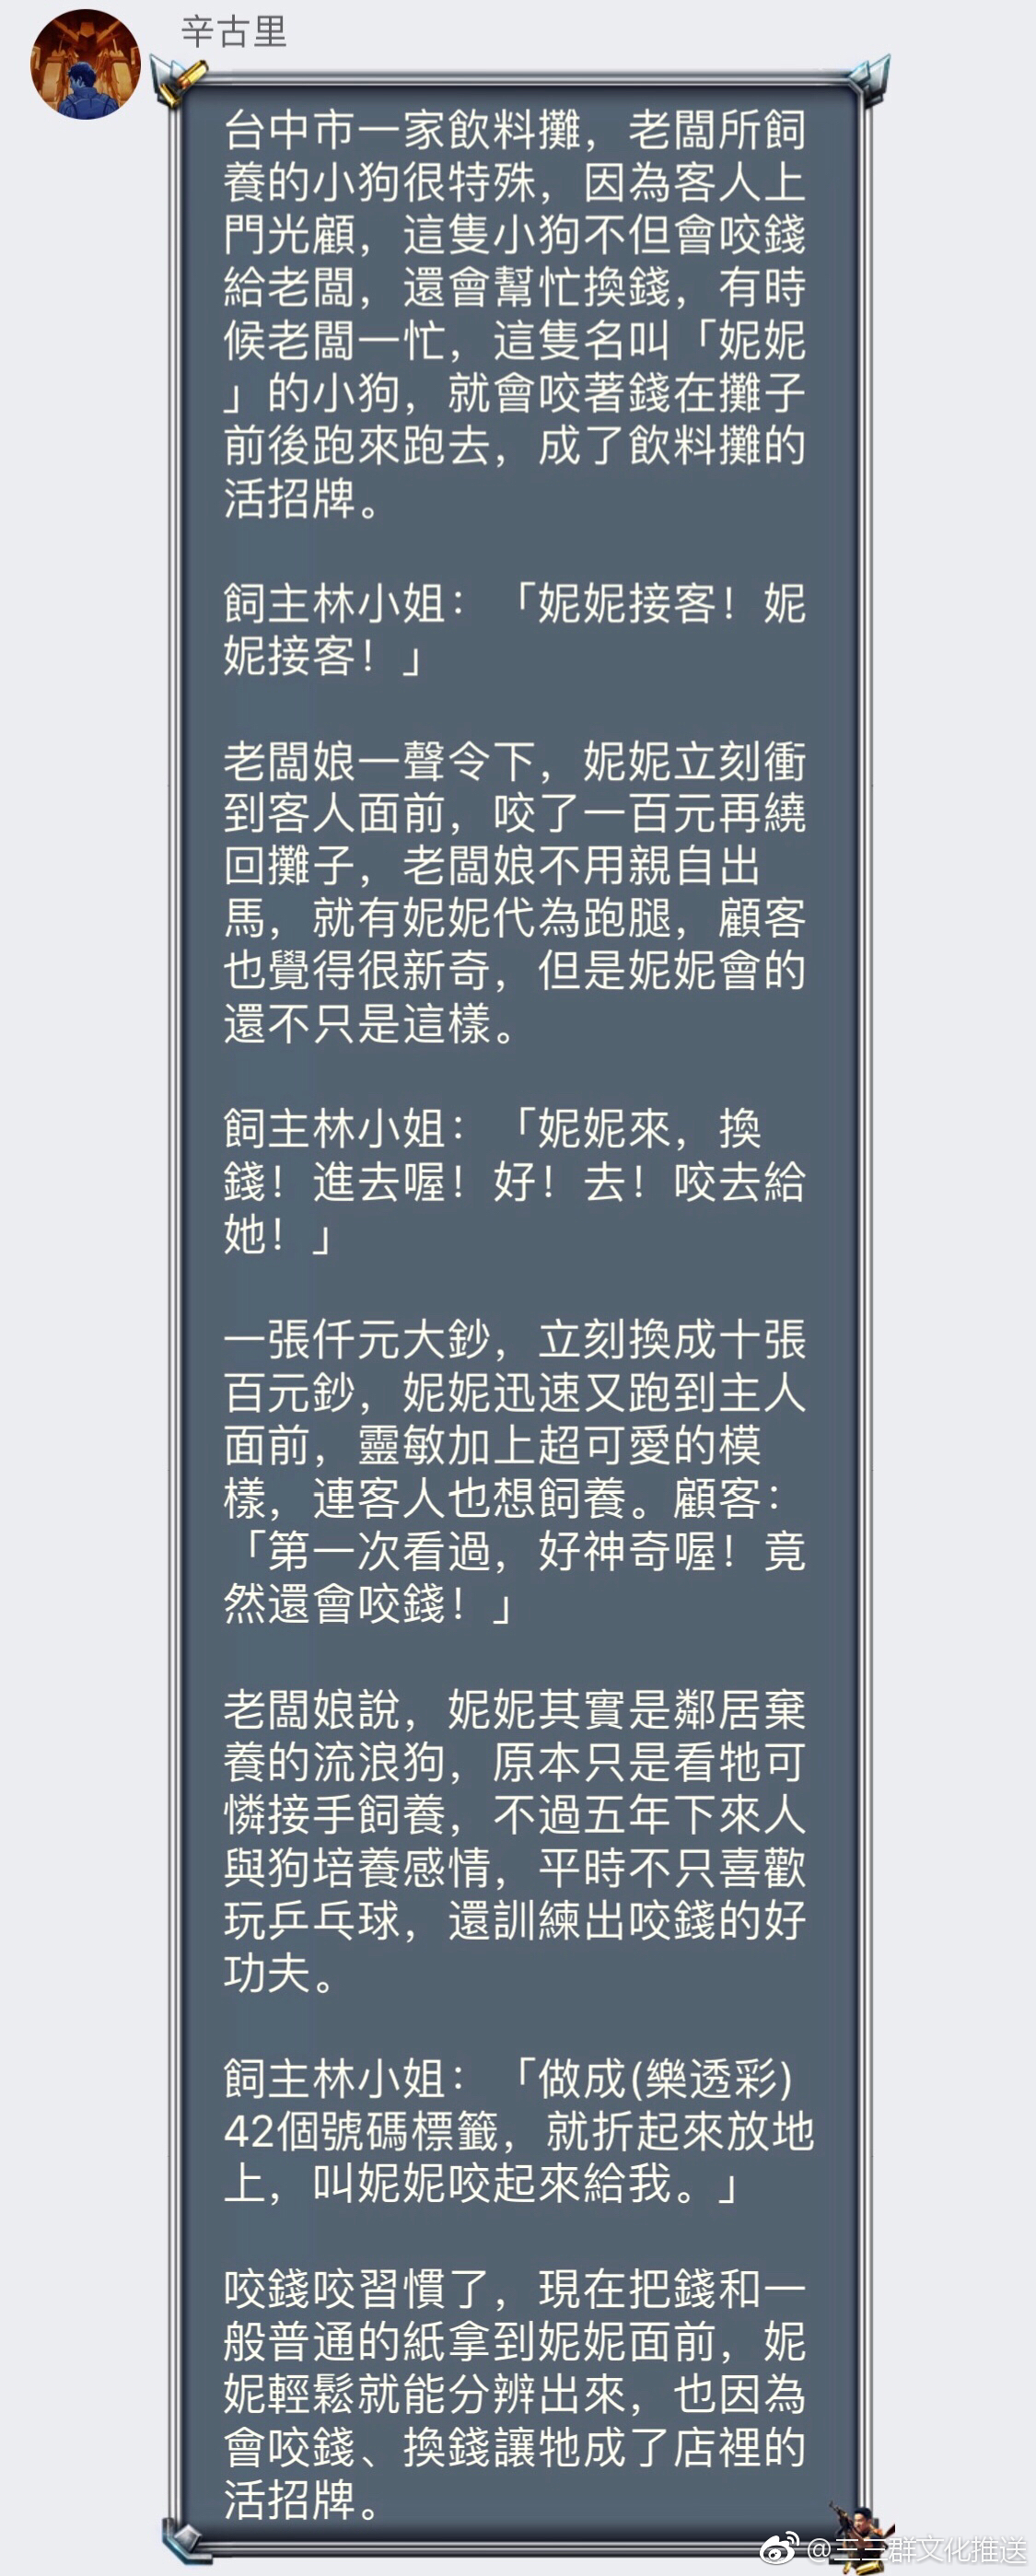 辛古里
台中市一家飲料攤，老闆所飼
養的小狗很特殊，因為客人上
門光顧，這隻小狗不但會咬錢
給老闆，還會幫忙換錢，有時
候老闆一忙，這隻名叫「妮妮
」的小狗，就會咬著錢在攤子
前後跑來跑去，成了飲料攤的
活招牌。
飼主林小姐：「妮妮接客！妮
妮接客！」
老闆娘一聲令下，妮妮立刻衝
到客人面前，咬了一百元再繞
回攤子，老闆娘不用親自出
馬，就有妮妮代為跑腿，顧客
也覺得很新奇，但是妮妮會的
還不只是這樣。
飼主林小姐：「妮妮來，換
錢！進去喔！好！去！咬去給
她！」
一張仟元大鈔，立刻換成十張
百元鈔，妮妮迅速又跑到主人
面前，靈敏加上超可愛的模
樣，連客人也想飼養。顧客：
「第一次看過，好神奇喔！竟
然還會咬錢！」
老闆娘說，妮妮其實是鄰居棄
養的流浪狗，原本只是看牠可
憐接手飼養，不過五年下來人
與狗培養感情，平時不只喜歡
玩乒乓球，還訓練出咬錢的好
功夫。
飼主林小姐：「做成(樂透彩)
42個號碼標籤，就折起來放地
上，叫妮妮咬起來給我。」
咬錢咬習慣了，現在把錢和一
般普通的紙拿到妮妮面前，妮
妮輕鬆就能分辨出來，也因為
會咬錢、換錢讓牠成了店裡的
活招牌。
@三三群文化推送